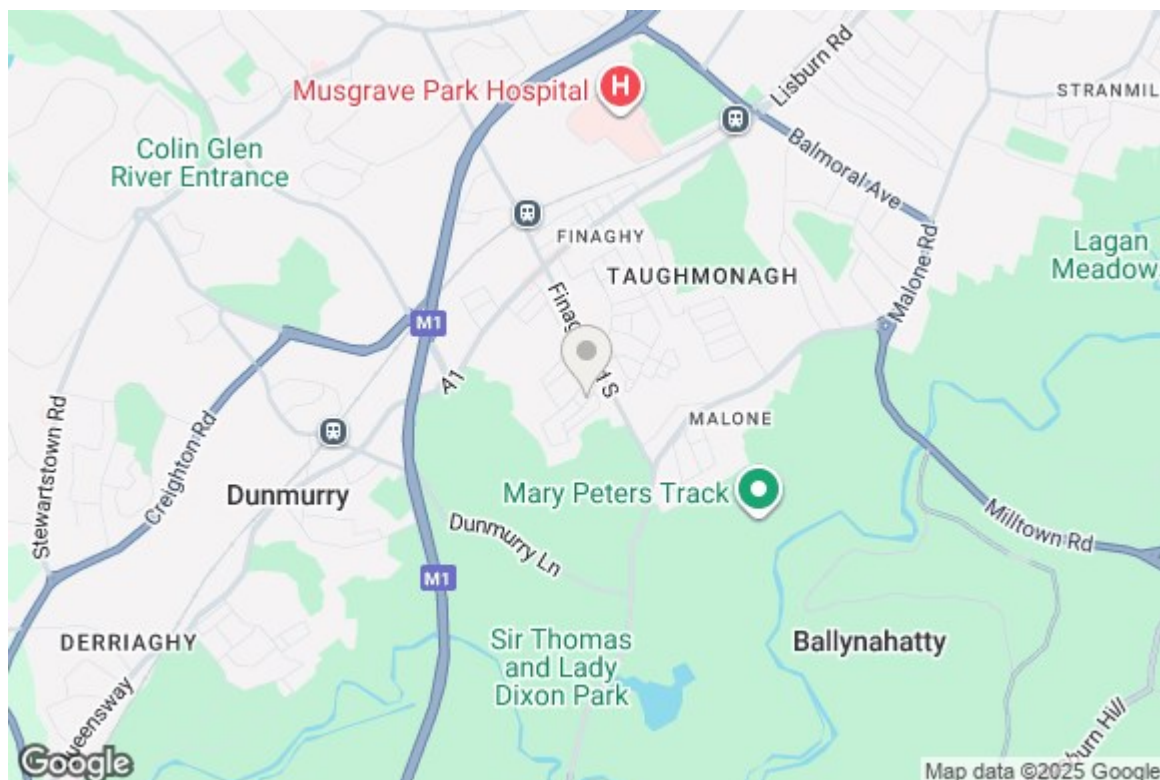 Musgrave Park Hospital
H
Lisburn Rd
STRANMIL
Colin Glen
River Entrance
Balmoral Ave
FINAGHY
TAUGHMONAGH
Lagan
Meadow
Malone Rd
M1
A1
MALONE
Stewartstown Rd
Creighton Rd
Dunmurry
Mary Peters Track
Dunmurry Ln
Milltown Rd
M1
DERRIAGHY
Sir Thomas
and Lady
Dixon Park
Ballynahatty
Queensway
Google
Map data ©2025 Google